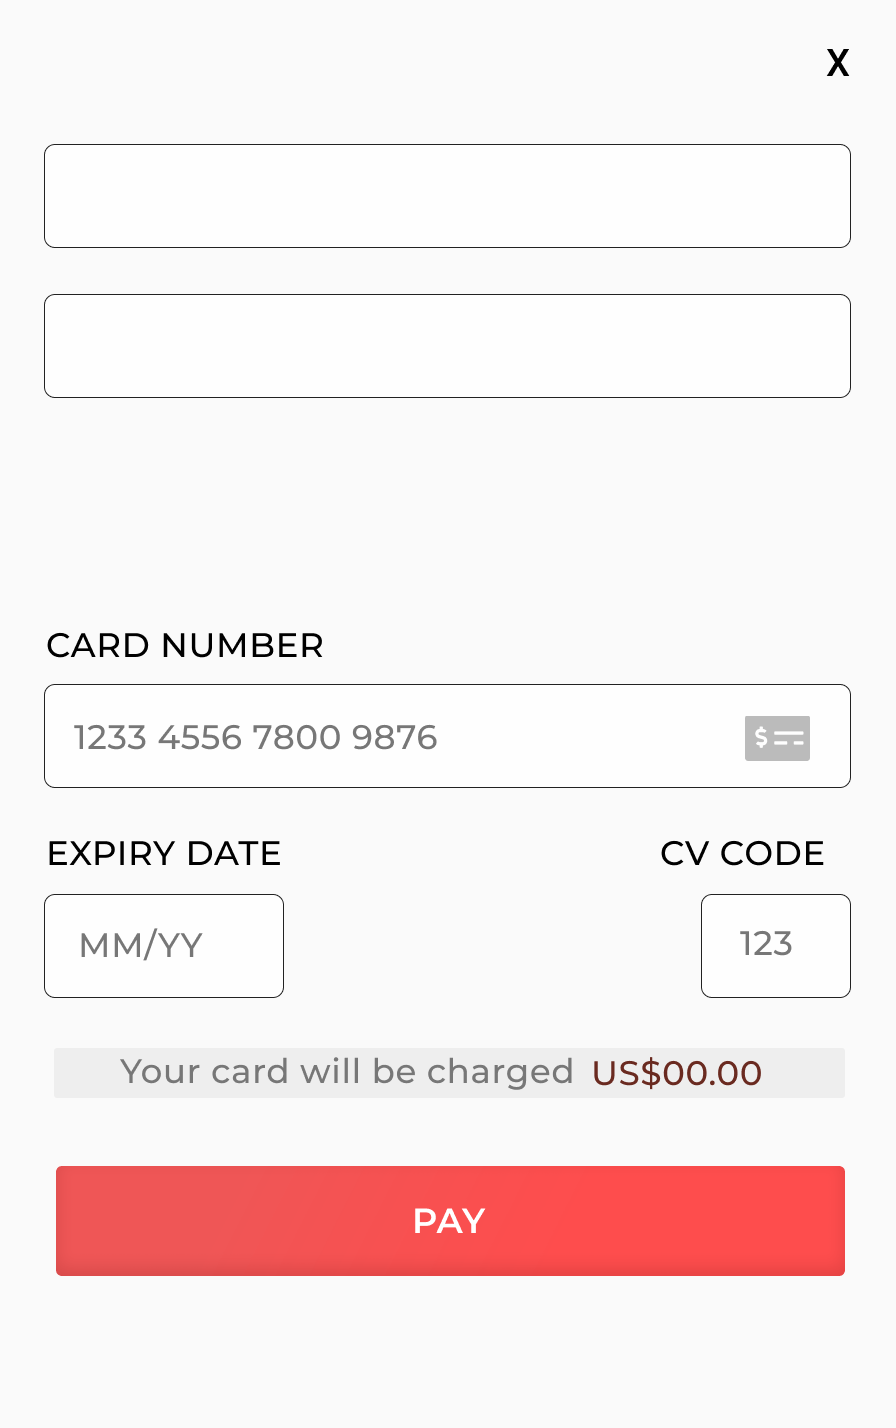 X
CARD NUMBER
1233 4556 7800 9876
$
EXPIRY DATE CV CODE
MM/YY 123
Your card will be charged US$00.00
PAY